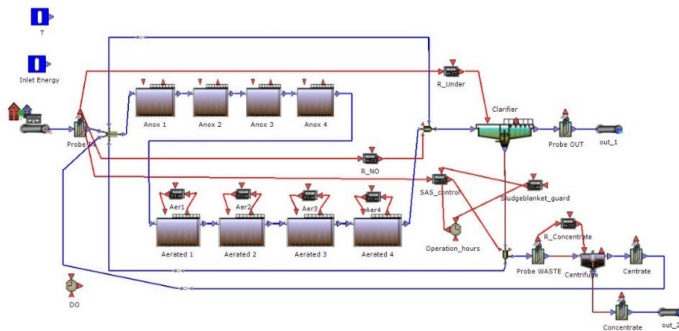 T
Inlet Energy
R_Under
Clarifier
Anox 1
Anox 2
Anox 3
Anox 4
Probe OUT
out_1
R_NO
SAS_control
Sludgeblanket_guard
Aer1
Aer2
Aer3
Aer4
Operation_hours
R_Concentrate
Aerated 1
Aerated 2
Aerated 3
Aerated 4
Probe WASTE
Centrifuge
Centrate
DO
Concentrate
out_2